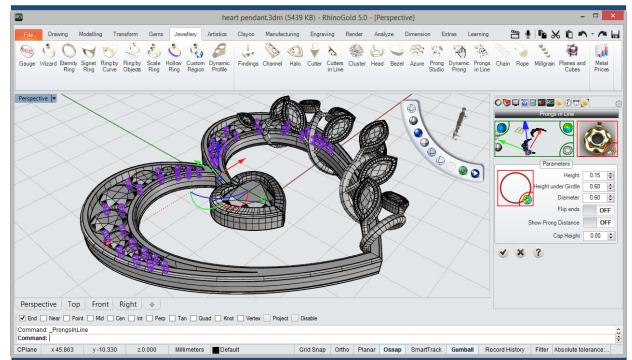 heart pendant.3dm (5439 KB) - RhinoGold 5.0 - [Perspective]
File Drawing Modelling Transform Gems Jewellery Artistica Clayoo Manufacturing Engraving Render Analyze Dimension Extras Learning
Gauge Wizard Eternity Ring Signet Ring Ring by Curve Ring by Objects Scale Ring Hollow Ring Custom Region Dynamic Profile Findings Channel Halo Cutter Cutters in Line Cluster Head Bezel Azure Prong Studio Dynamic Prong Prongs in Line Chain Rope Millgrain Planes and Cubes Metal Prices
Perspective
Prongs in Line
Parameters
Height 0.15
Height under Girdle 0.60
Diameter 0.60
Flip ends OFF
Show Prong Distance OFF
Cap Height 0.00
Perspective Top Front Right
End Near Point Mid Cen Int Perp Tan Quad Knot Vertex Project Disable
Command: _ProngsInLine
Command:
CPlane x 45.863 y -10.330 z 0.000 Millimeters Default Grid Snap Ortho Planar Osnap SmartTrack Gumball Record History Filter Absolute tolerance:...